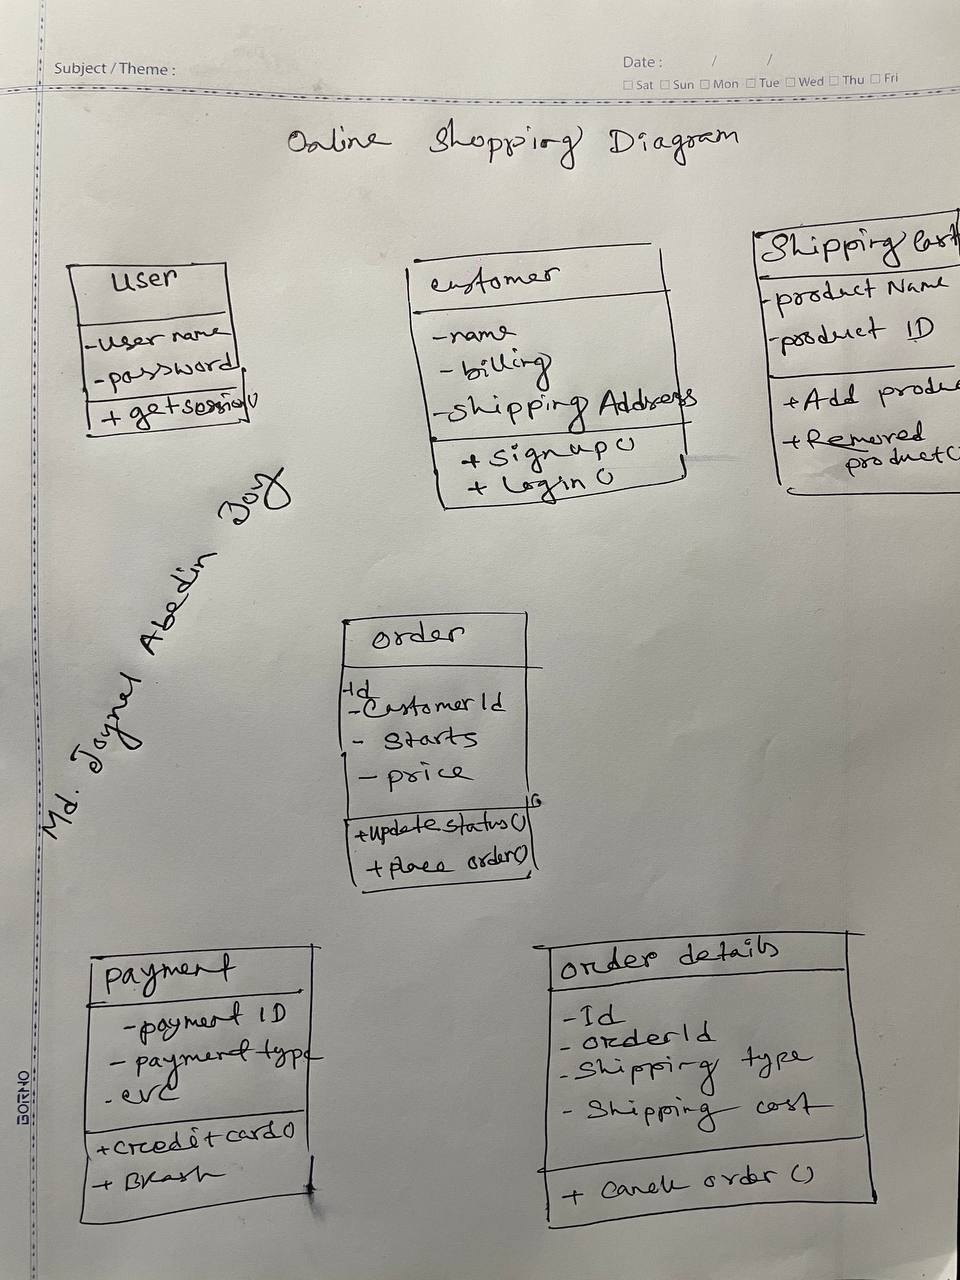 Subject / Theme :
Date : / /
Sat Sun Mon Tue Wed Thu Fri
Online Shopping Diagram
User
-User name
-password
+ getsession()
customer
-name
-billing
-shipping Address
+ Signup()
+ Login()
Shipping Cart
-product Name
-product ID
+Add produc
+Removed
product()
Md. Joynal Abedin Joy
order
-Id
-CustomerId
- Starts
- price
+update status()
+place order()
payment
-payment ID
- payment type
- cvc
+credit card()
+ Bkash
order details
-Id
- OrderId
- Shipping type
- Shipping cost
+ order ()
BORNO